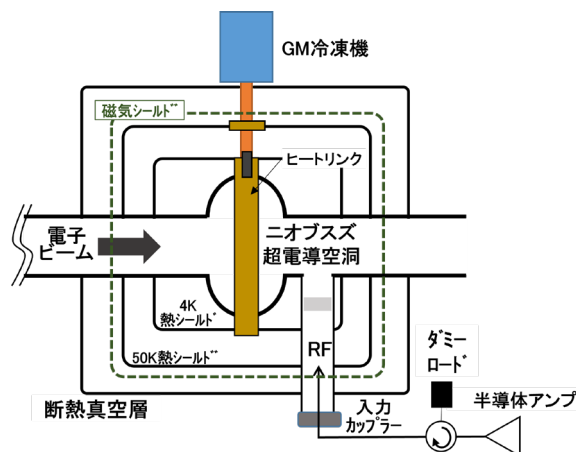 GM冷凍機
磁気シールド
ヒートリンク
電子
ビーム
ニオブスズ
超電導空洞
4K
熱シールド
50K熱シールド
RF
ダミー
ロード
断熱真空層
入力
カップラー
半導体アンプ